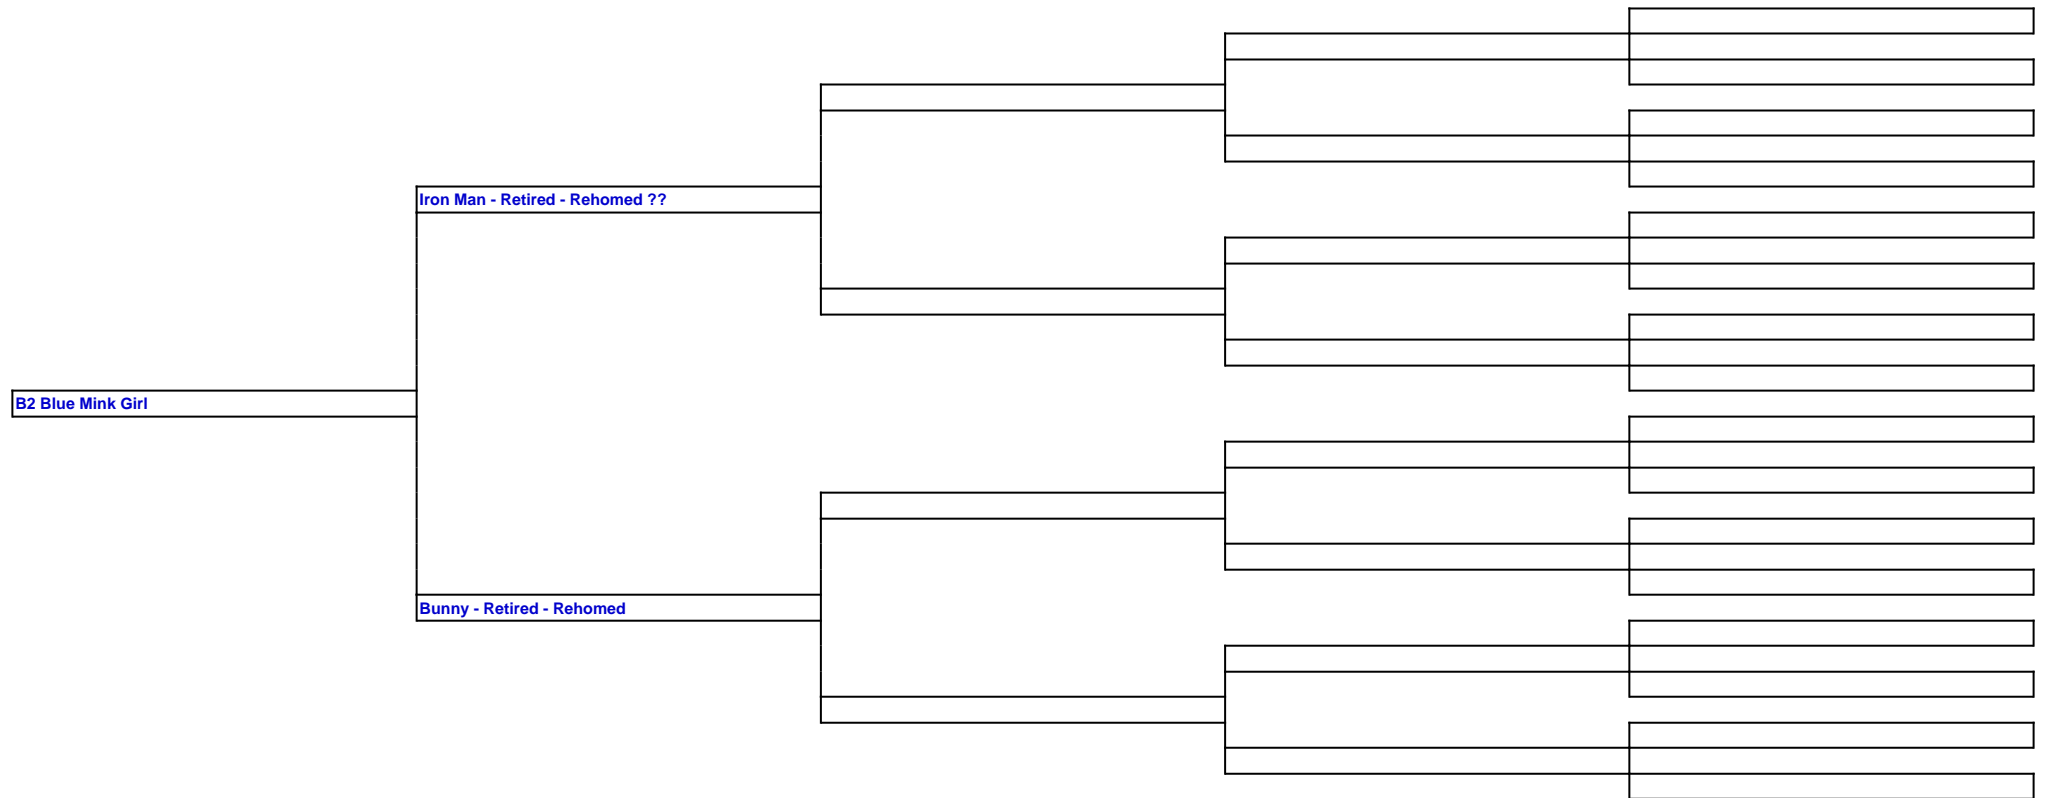 Iron Man - Retired - Rehomed ??
B2 Blue Mink Girl
Bunny - Retired - Rehomed